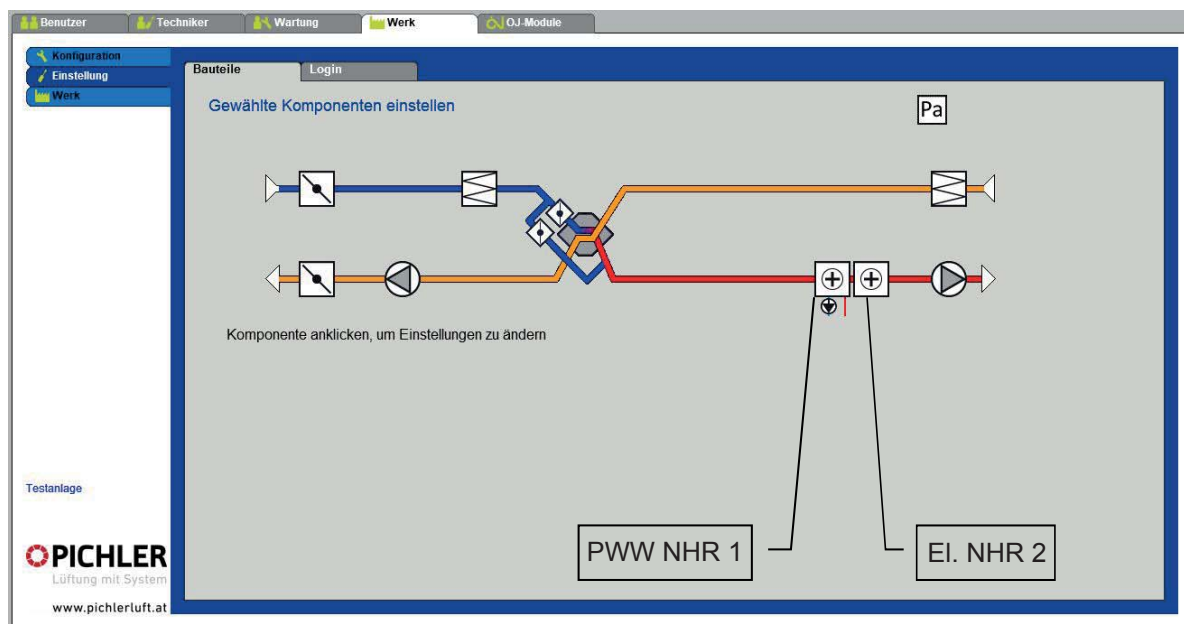 Benutzer
Techniker
Wartung
Werk
OJ-Module
Konfiguration
Einstellung
Werk
Bauteile
Login
Gewählte Komponenten einstellen
Pa
Komponente anklicken, um Einstellungen zu ändern
Testanlage
PWW NHR 1
El. NHR 2
PICHLER
Lüftung mit System
www.pichlerluft.at